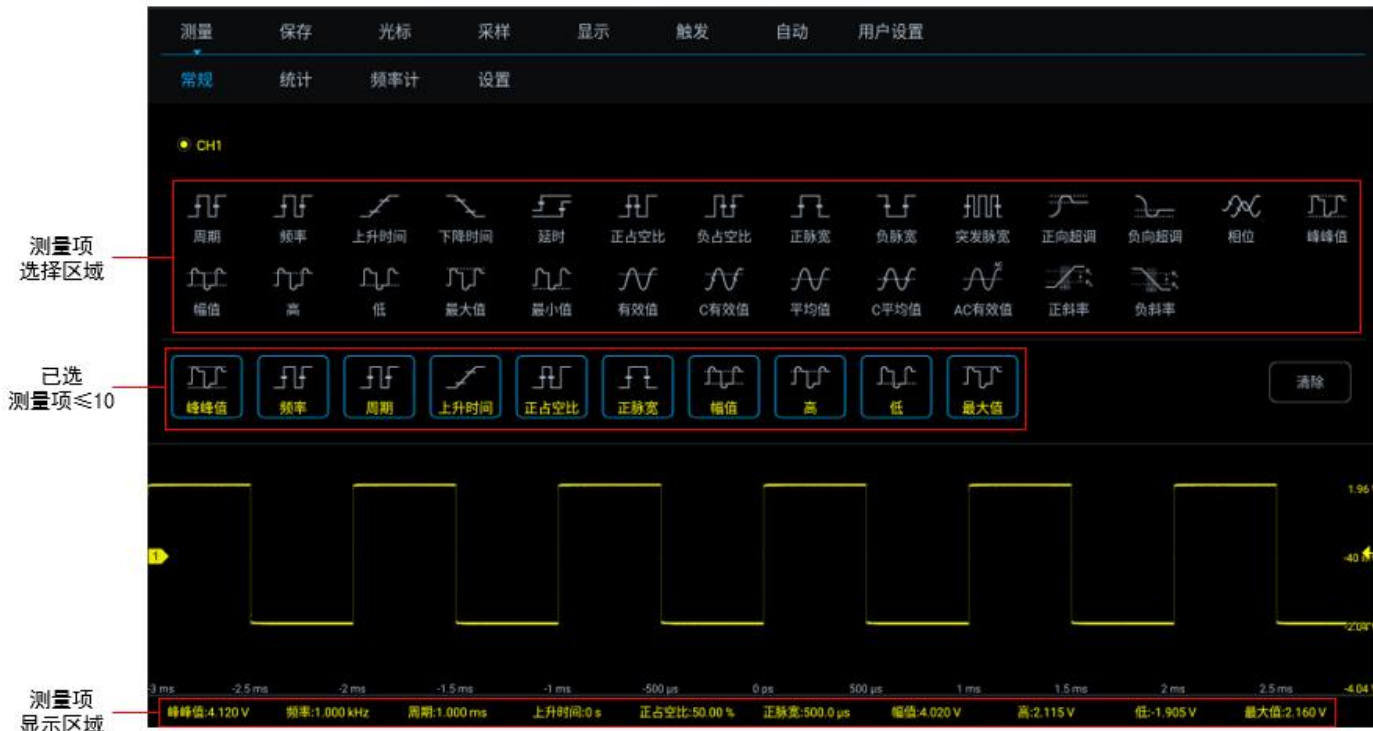 测量 保存 光标 采样 显示 触发 自动 用户设置
常规 统计 频率计 设置
CH1
周期 频率 上升时间 下降时间 延时 正占空比 负占空比 正脉宽 负脉宽 突发脉宽 正向超调 负向超调 相位 峰峰值
测量项
选择区域
幅值 高 低 最大值 最小值 有效值 C有效值 平均值 C平均值 AC有效值 正斜率 负斜率
已选
测量项≤10
峰峰值 频率 周期 上升时间 正占空比 正脉宽 幅值 高 低 最大值
清除
1.96
1
-40
-2.04
-3 ms -2.5 ms -2 ms -1.5 ms -1 ms -500 μs 0 ps 500 μs 1 ms 1.5 ms 2 ms 2.5 ms -4.04
测量项
显示区域
峰峰值:4.120 V 频率:1.000 kHz 周期:1.000 ms 上升时间:0 s 正占空比:50.00 % 正脉宽:500.0 μs 幅值:4.020 V 高:2.115 V 低:-1.905 V 最大值:2.160 V